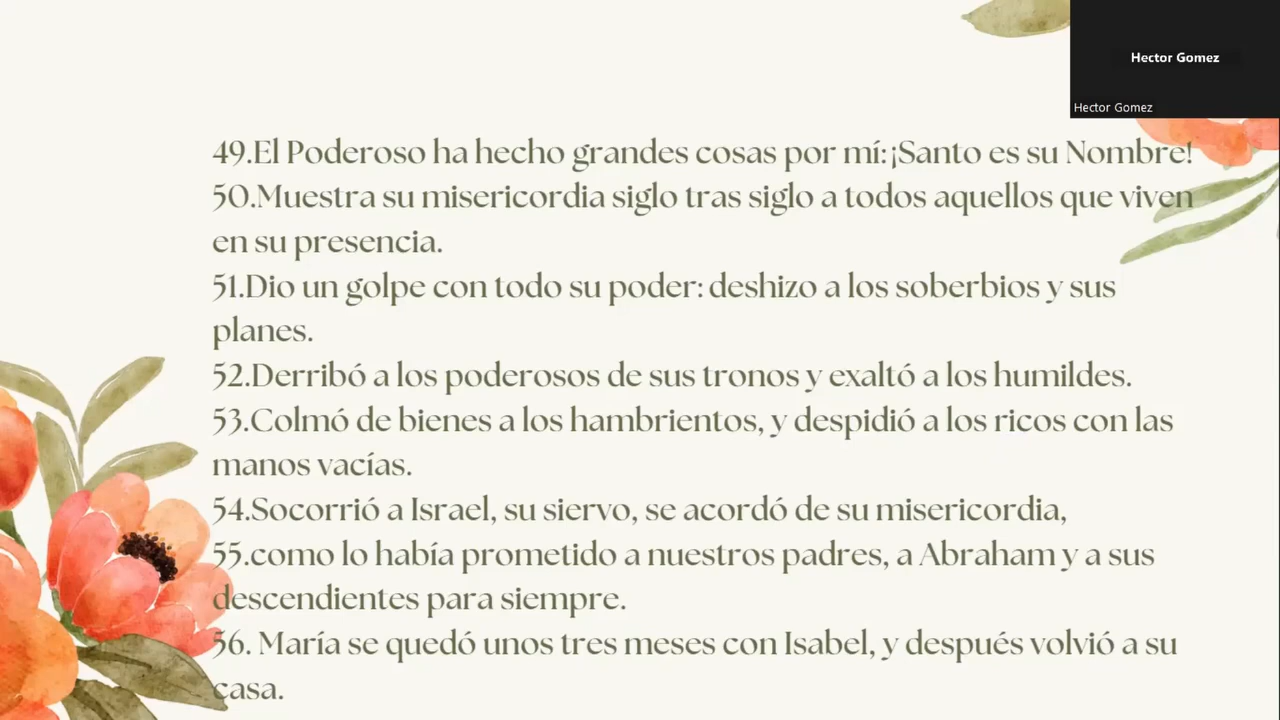 Hector Gomez
Hector Gomez
49.El Poderoso ha hecho grandes cosas por mí:¡Santo es su Nombre!
50.Muestra su misericordia siglo tras siglo a todos aquellos que viven
en su presencia.
51.Dio un golpe con todo su poder: deshizo a los soberbios y sus
planes.
52.Derribó a los poderosos de sus tronos y exaltó a los humildes.
53.Colmó de bienes a los hambrientos, y despidió a los ricos con las
manos vacías.
54.Socorrió a Israel, su siervo, se acordó de su misericordia,
55.como lo había prometido a nuestros padres, a Abraham y a sus
descendientes para siempre.
56. María se quedó unos tres meses con Isabel, y después volvió a su
casa.